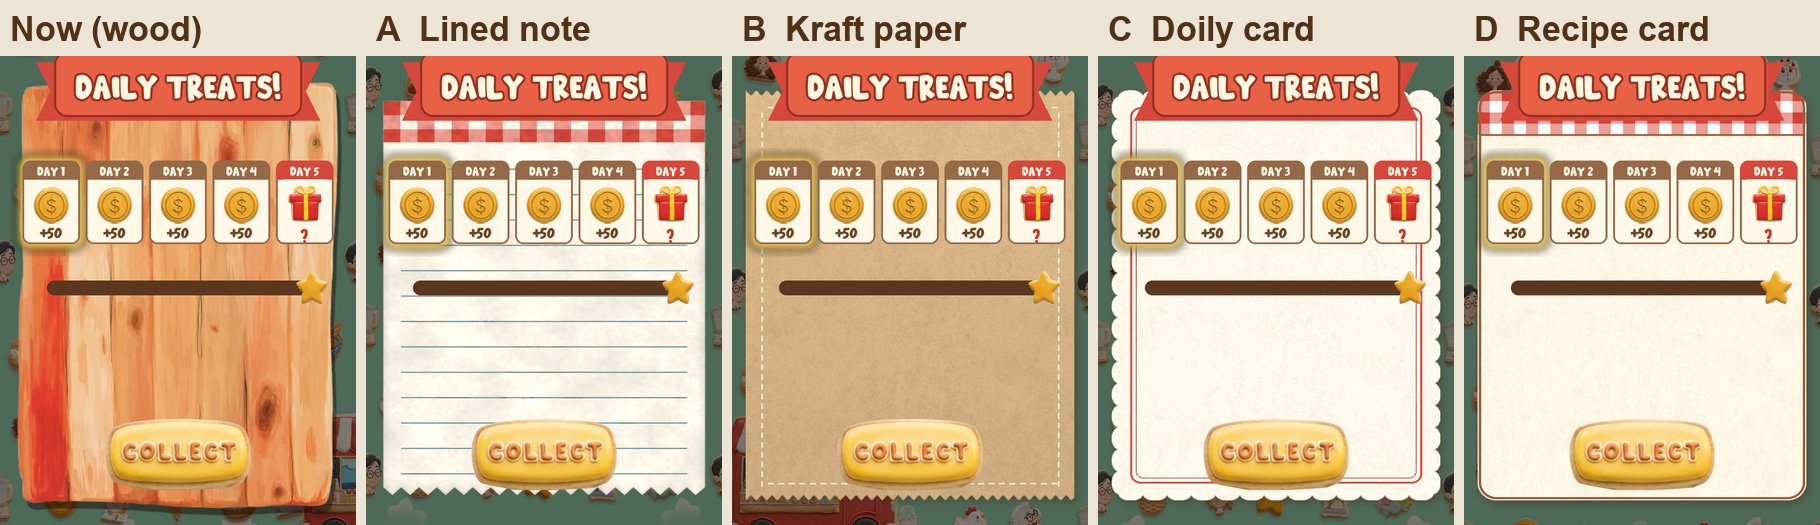 Now (wood)
DAILY TREATS!
DAY 1 DAY 2 DAY 3 DAY 4 DAY 5
$ $ $ $
+50 +50 +50 +50 ?
COLLECT
A Lined note
DAILY TREATS!
DAY 1 DAY 2 DAY 3 DAY 4 DAY 5
$ $ $ $
+50 +50 +50 +50 ?
COLLECT
B Kraft paper
DAILY TREATS!
DAY 1 DAY 2 DAY 3 DAY 4 DAY 5
$ $ $ $
+50 +50 +50 +50 ?
COLLECT
C Doily card
DAILY TREATS!
DAY 1 DAY 2 DAY 3 DAY 4 DAY 5
$ $ $ $
+50 +50 +50 +50 ?
COLLECT
D Recipe card
DAILY TREATS!
DAY 1 DAY 2 DAY 3 DAY 4 DAY 5
$ $ $ $
+50 +50 +50 +50 ?
COLLECT